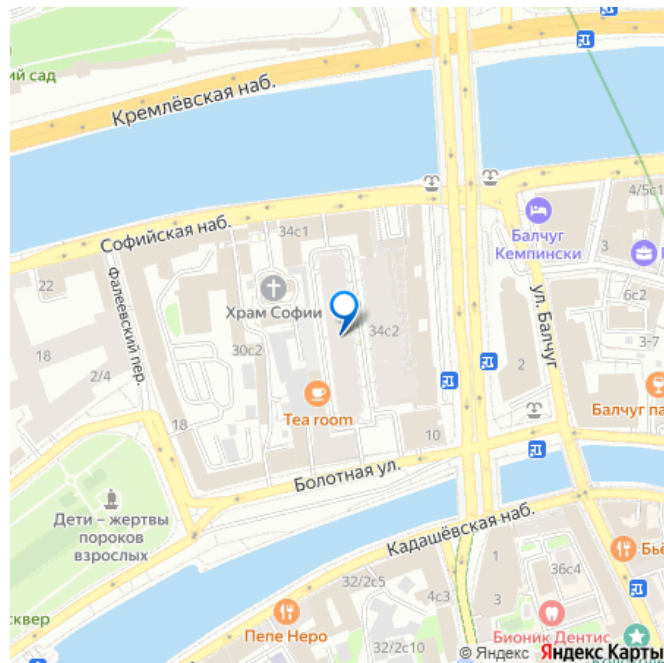 ий сад
Кремлёвская наб.
4/5с1
Софийская наб.
34с1
Балчуг
Кемпински
3
22
Фалеевский пер.
Храм Софии
ул. Балчуг
6с2
18
30с2
34с2
3-7
2/4
2
Балчуг па
Tea room
18
10
Болотная ул.
Дети – жертвы
пороков
взрослых
Кадашёвская наб.
Бьё
1
32/2с5
36с4
4с3
3
сквер
Пепе Неро
Бионик Дентис
32/2с10
© Яндекс Яндекс Карты